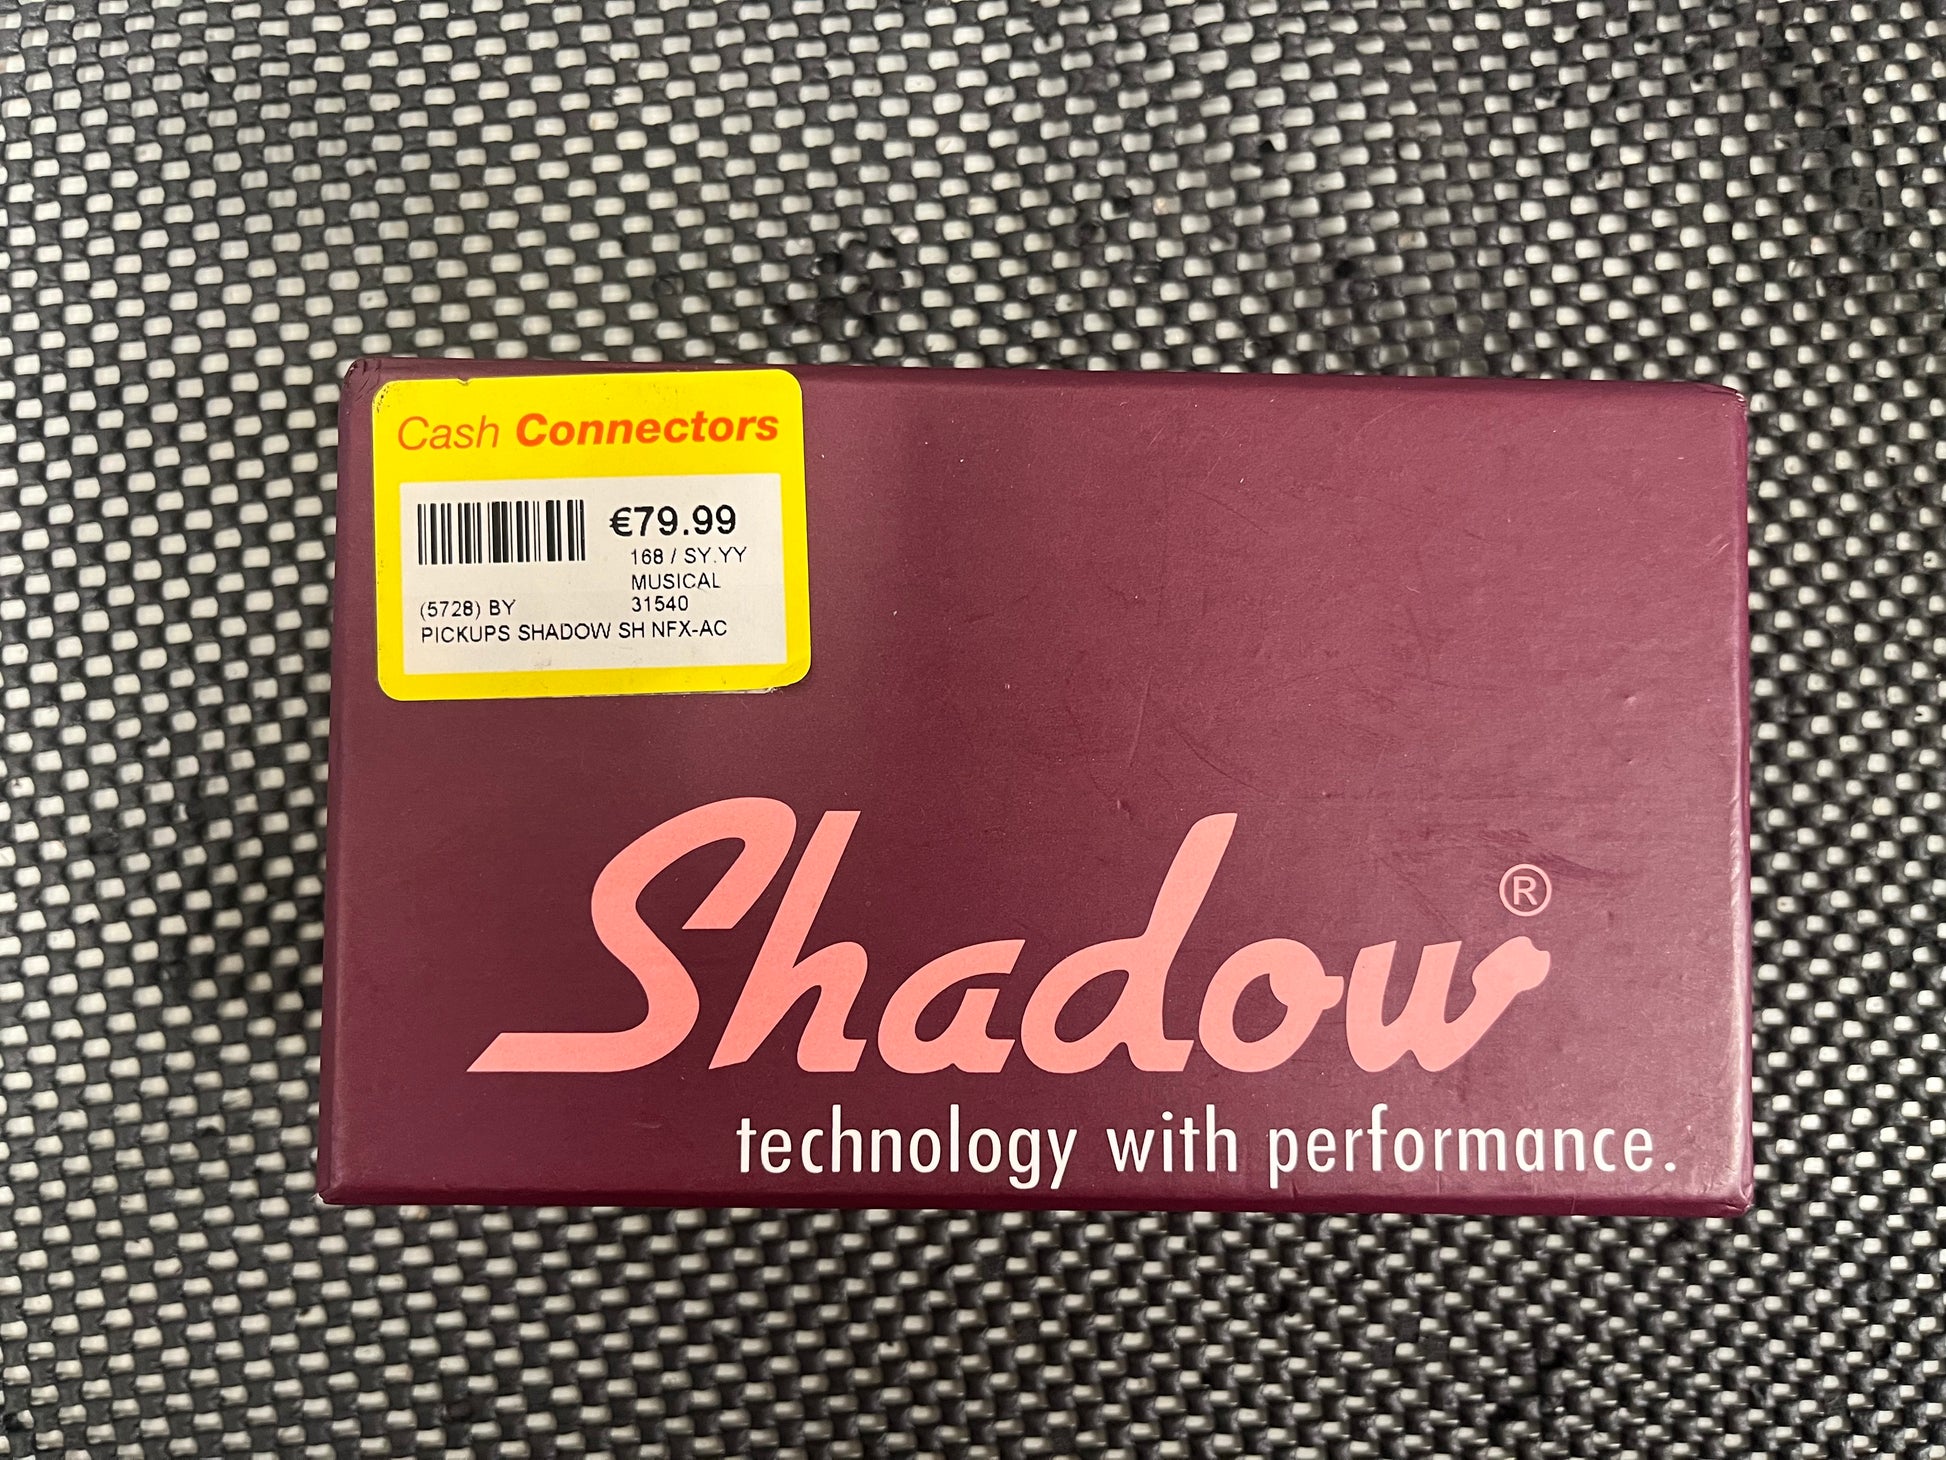 Cash Connectors
€79.99
168 / SY.YY
MUSICAL
(5728) BY 31540
PICKUPS SHADOW SH NFX-AC
Shadow®
technology with performance.